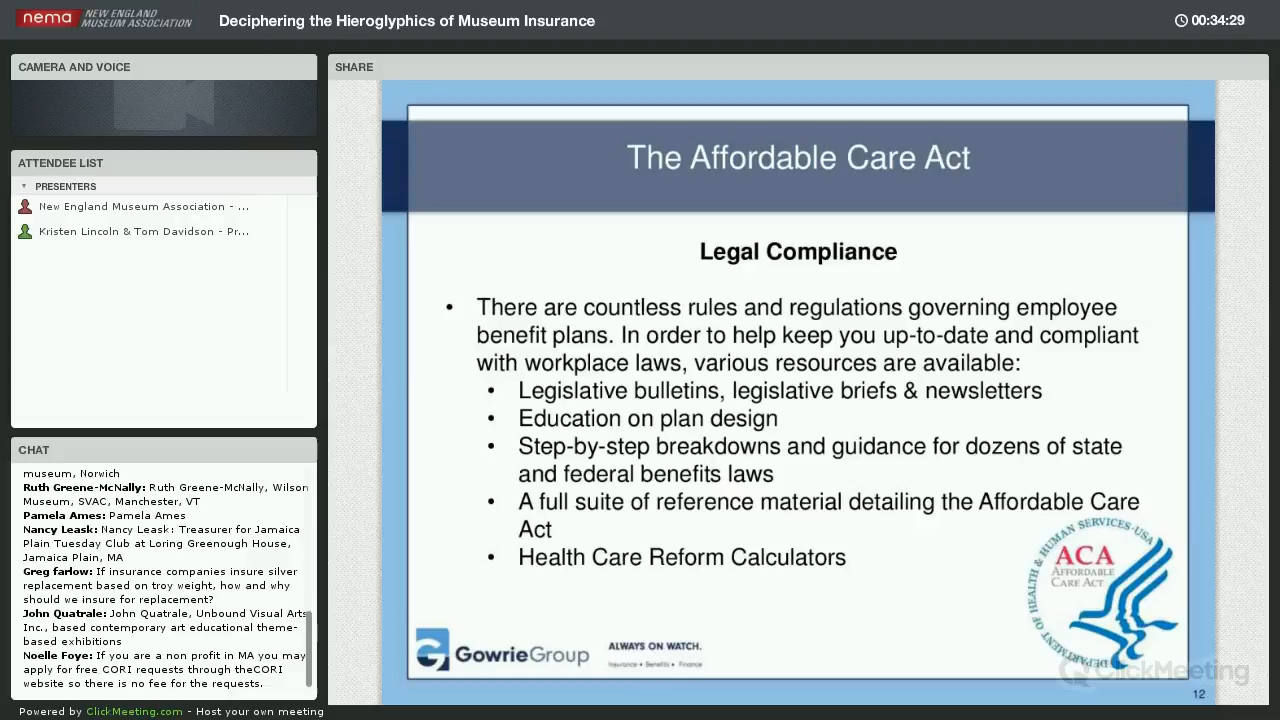 nema NEW ENGLAND
MUSEUM ASSOCIATION
Deciphering the Hieroglyphics of Museum Insurance
00:34:29
CAMERA AND VOICE
ATTENDEE LIST
PRESENTERS
New England Museum Association - ...
Kristen Lincoln & Tom Davidson - Pr...
CHAT
museum, Norwich
Ruth Greene-McNally: Ruth Greene-McNally, Wilson
Museum, SVAC, Manchester, VT
Pamela Ames: Pamela Ames
Nancy Leask: Nancy Leask: Treasurer for Jamaica
Plain Tuesday Club at Loring Greenough House,
Jamaica Plain, MA
Greg farlow: If insurance companies insure silver
replacement based on troy weight, how and why
should we insure for replacement?
John Quatrale: John Quatrale, Unbound Visual Arts
Inc., based contemporary art educational theme-
based exhibitions
Noelle Foye: If you are a non profit in MA you may
apply for free CORI requests through theCORI
website so there is no fee for the requests.
Powered by ClickMeeting.com - Host your own meeting
SHARE
The Affordable Care Act
Legal Compliance
• There are countless rules and regulations governing employee
benefit plans. In order to help keep you up-to-date and compliant
with workplace laws, various resources are available:
• Legislative bulletins, legislative briefs & newsletters
• Education on plan design
• Step-by-step breakdowns and guidance for dozens of state
and federal benefits laws
• A full suite of reference material detailing the Affordable Care
Act
• Health Care Reform Calculators
GowrieGroup
ALWAYS ON WATCH.
Insurance • Benefits • Finance
DEPARTMENT OF HEALTH & HUMAN SERVICES·USA
ACA
AFFORDABLE
CARE ACT
ClickMeeting
12